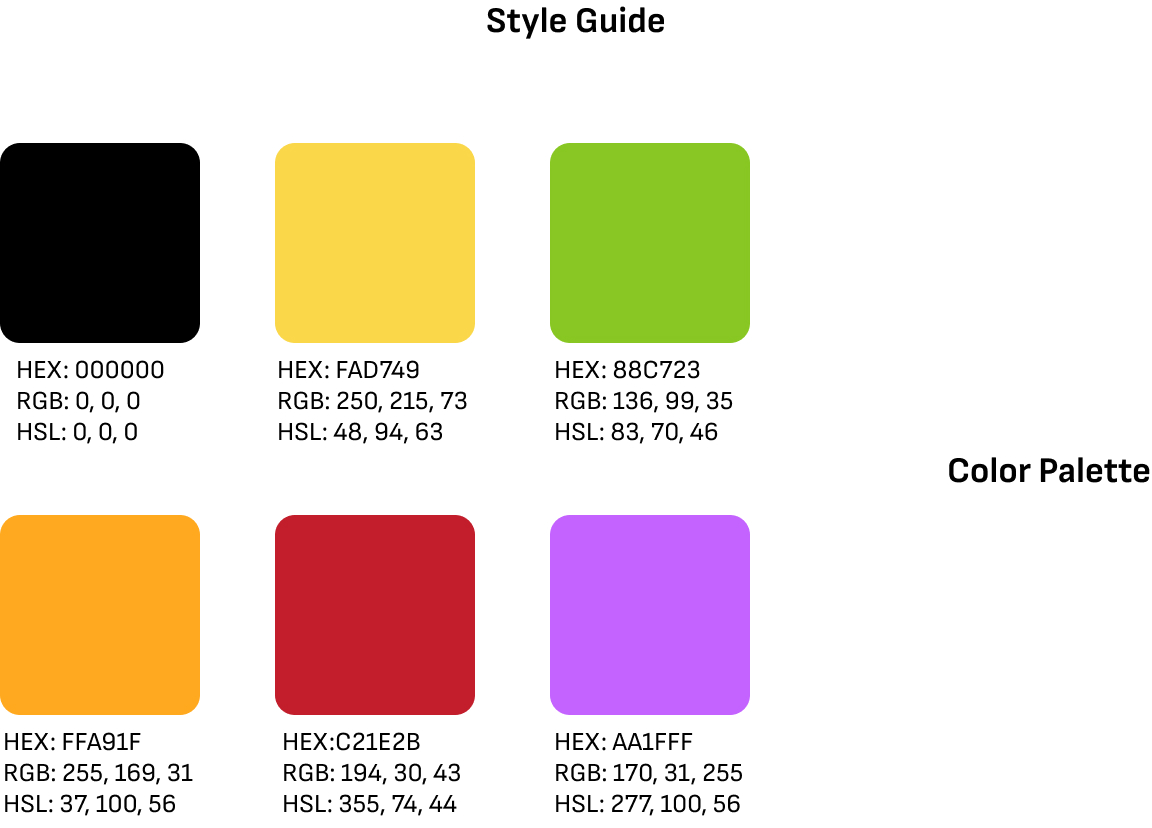 Style Guide
HEX: 000000
RGB: 0, 0, 0
HSL: 0, 0, 0
HEX: FAD749
RGB: 250, 215, 73
HSL: 48, 94, 63
HEX: 88C723
RGB: 136, 99, 35
HSL: 83, 70, 46
Color Palette
HEX: FFA91F
RGB: 255, 169, 31
HSL: 37, 100, 56
HEX:C21E2B
RGB: 194, 30, 43
HSL: 355, 74, 44
HEX: AA1FFF
RGB: 170, 31, 255
HSL: 277, 100, 56